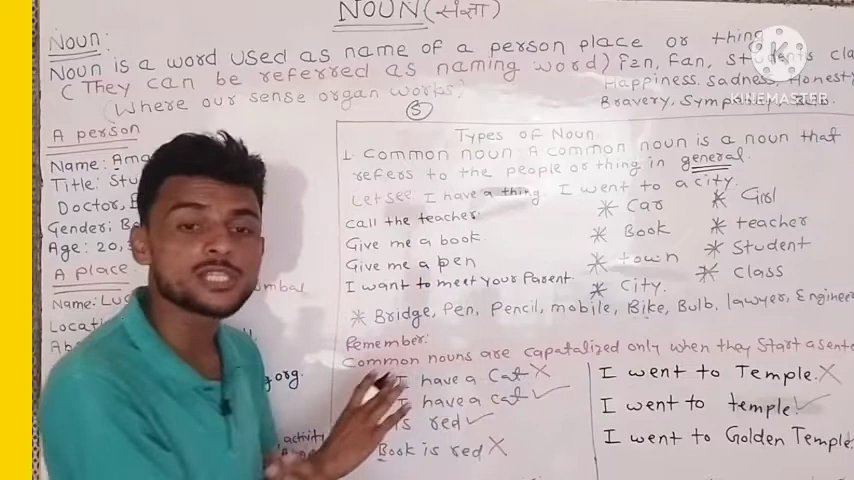 NOUN (संज्ञा)
Noun:
Noun is a word used as name of a person place or thing
(They can be referred as naming word) Fan, Students
(Where our sense organ works) Happiness, Sadness, Honesty
5 Bravery, Sympathy
KINEMASTER
A person
Name:
Title:
Doctor,
Gender:
Age: 20,
A place
Name:
org.
activity
Types of Noun
1. Common noun: A common noun is a noun that
refers to the people or thing in general.
Let see: I have a thing. I went to a city.
Call the teacher.
Give me a book.
Give me a pen
I want to meet your Parent.
* Car
* Book
* town
* City.
* Girl
* teacher
* Student
* Class
* Bridge, Pen, Pencil, mobile, Bike, Bulb, lawyer, Engineer
Remember:
Common nouns are capatalized only when they start a
I have a Cat ✗
I have a cat ✓
is red ✓
Book is red ✗
I went to Temple. ✗
I went to temple. ✓
I went to Golden Temple.